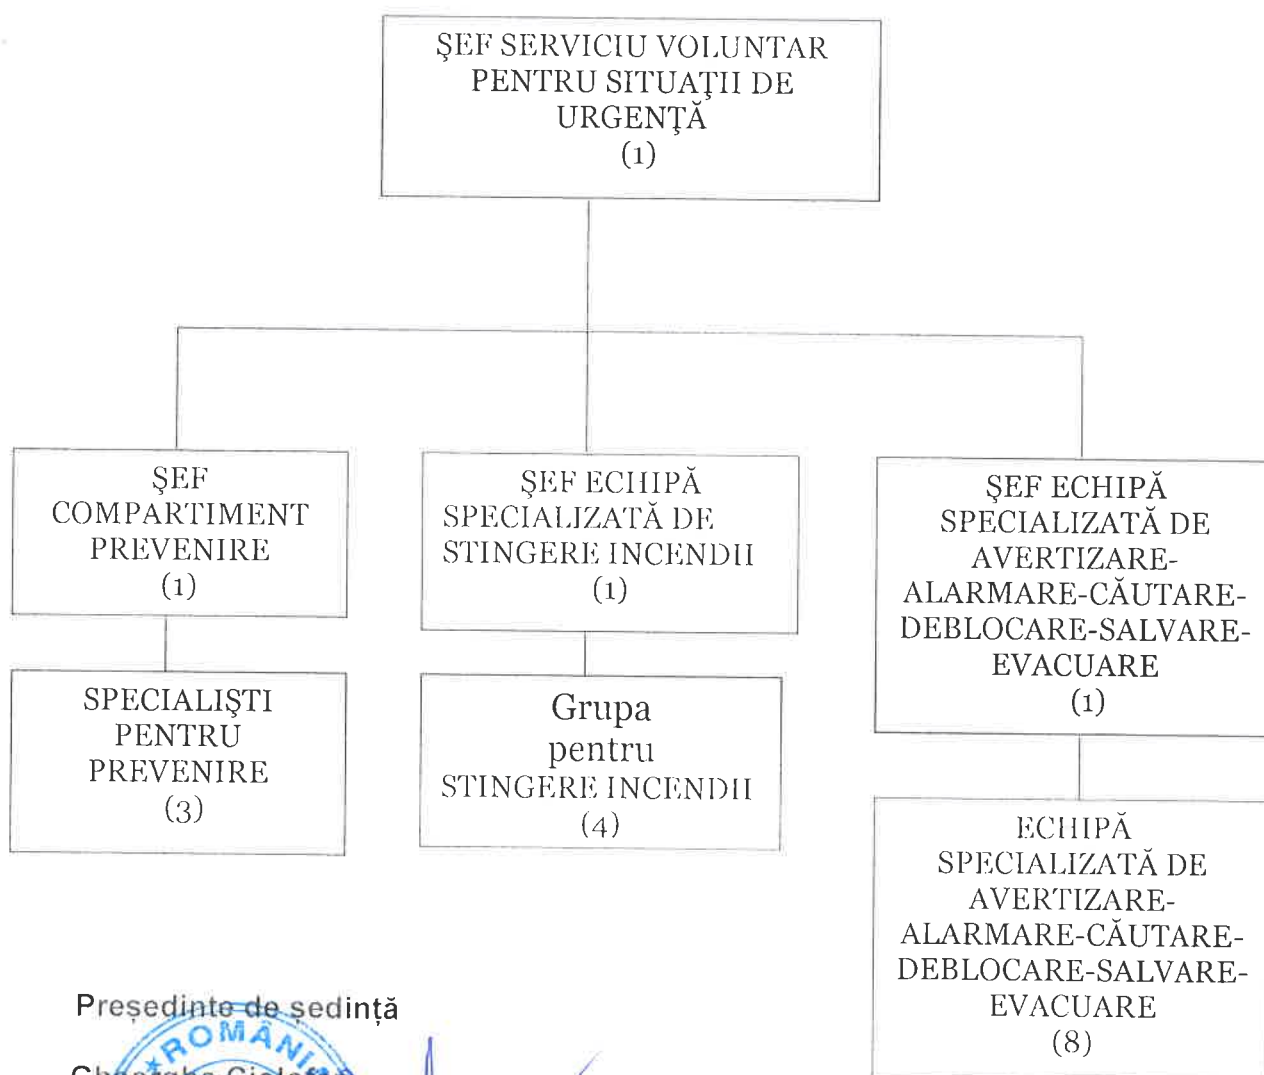 ŞEF SERVICIU VOLUNTAR
PENTRU SITUAŢII DE
URGENŢĂ
(1)
ŞEF
COMPARTIMENT
PREVENIRE
(1)
ŞEF ECHIPĂ
SPECIALIZATĂ DE
STINGERE INCENDII
(1)
ŞEF ECHIPĂ
SPECIALIZATĂ DE
AVERTIZARE-
ALARMARE-CĂUTARE-
DEBLOCARE-SALVARE-
EVACUARE
(1)
SPECIALIŞTI
PENTRU
PREVENIRE
(3)
Grupa
pentru
STINGERE INCENDII
(4)
ECHIPĂ
SPECIALIZATĂ DE
AVERTIZARE-
ALARMARE-CĂUTARE-
DEBLOCARE-SALVARE-
EVACUARE
(8)
Președinte de ședință
ROMÂNIA
Gheorghe